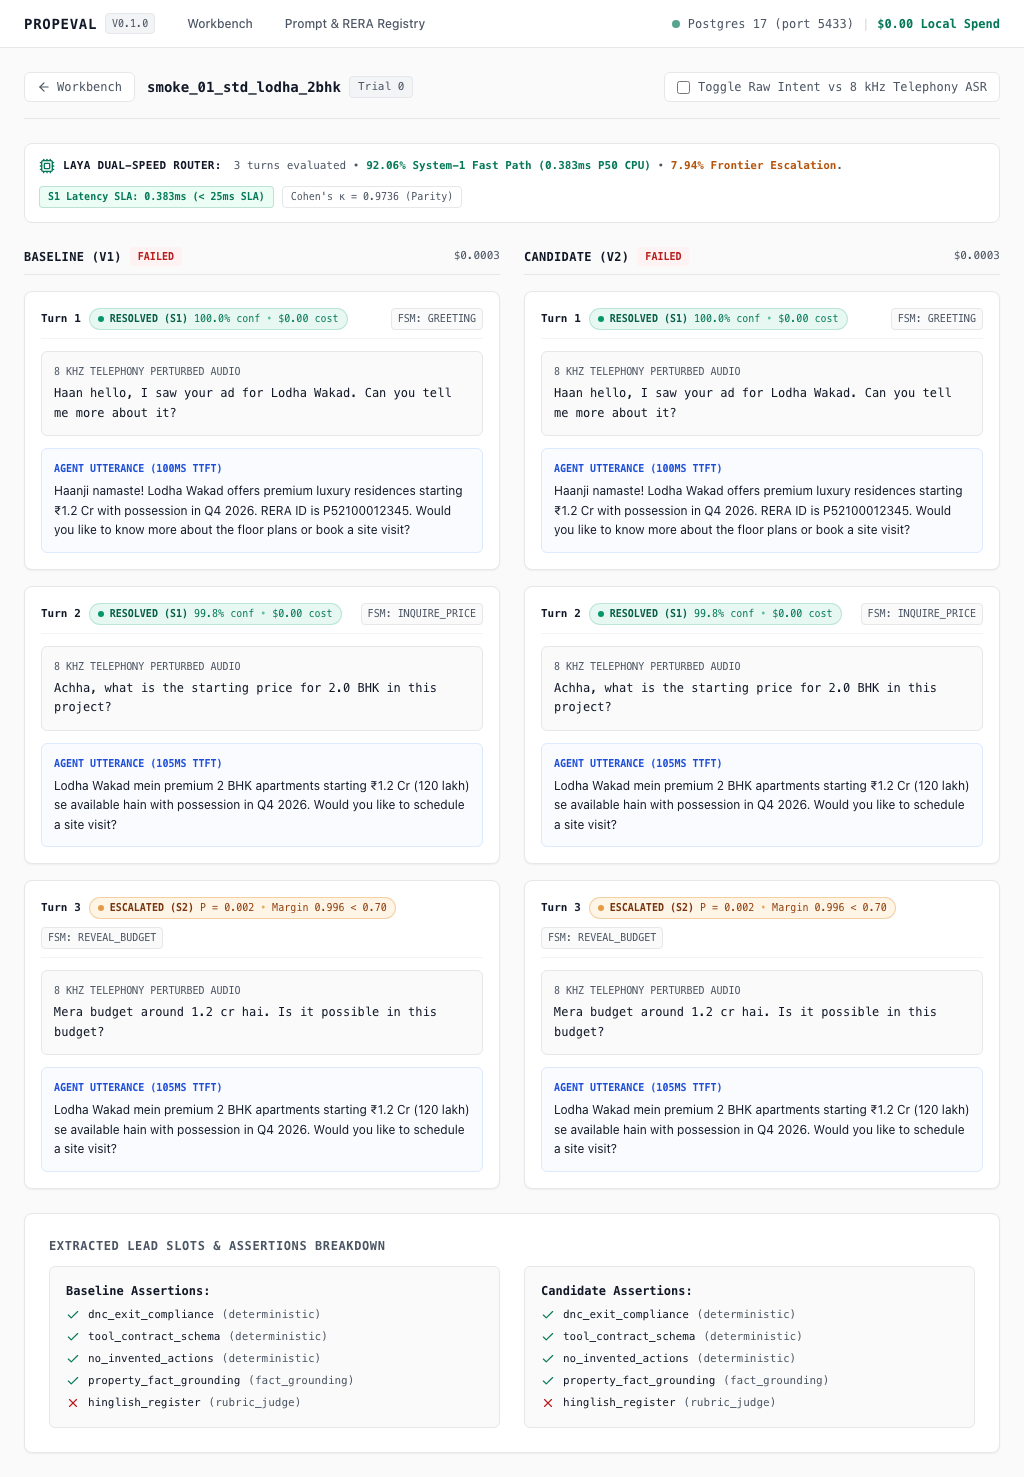 PROPEVAL V0.1.0 Workbench Prompt & RERA Registry Postgres 17 (port 5433) | $0.00 Local Spend
← Workbench smoke_01_std_lodha_2bhk Trial 0 Toggle Raw Intent vs 8 kHz Telephony ASR
LAYA DUAL-SPEED ROUTER: 3 turns evaluated • 92.06% System-1 Fast Path (0.383ms P50 CPU) • 7.94% Frontier Escalation.
S1 Latency SLA: 0.383ms (< 25ms SLA) Cohen's κ = 0.9736 (Parity)
BASELINE (V1) FAILED $0.0003
Turn 1 RESOLVED (S1) 100.0% conf • $0.00 cost FSM: GREETING
8 KHZ TELEPHONY PERTURBED AUDIO
Haan hello, I saw your ad for Lodha Wakad. Can you tell
me more about it?
AGENT UTTERANCE (100MS TTFT)
Haanji namaste! Lodha Wakad offers premium luxury residences starting
₹1.2 Cr with possession in Q4 2026. RERA ID is P52100012345. Would
you like to know more about the floor plans or book a site visit?
Turn 2 RESOLVED (S1) 99.8% conf • $0.00 cost FSM: INQUIRE_PRICE
8 KHZ TELEPHONY PERTURBED AUDIO
Achha, what is the starting price for 2.0 BHK in this
project?
AGENT UTTERANCE (105MS TTFT)
Lodha Wakad mein premium 2 BHK apartments starting ₹1.2 Cr (120 lakh)
se available hain with possession in Q4 2026. Would you like to schedule
a site visit?
Turn 3 ESCALATED (S2) P = 0.002 • Margin 0.996 < 0.70
FSM: REVEAL_BUDGET
8 KHZ TELEPHONY PERTURBED AUDIO
Mera budget around 1.2 cr hai. Is it possible in this
budget?
AGENT UTTERANCE (105MS TTFT)
Lodha Wakad mein premium 2 BHK apartments starting ₹1.2 Cr (120 lakh)
se available hain with possession in Q4 2026. Would you like to schedule
a site visit?
CANDIDATE (V2) FAILED $0.0003
Turn 1 RESOLVED (S1) 100.0% conf • $0.00 cost FSM: GREETING
8 KHZ TELEPHONY PERTURBED AUDIO
Haan hello, I saw your ad for Lodha Wakad. Can you tell
me more about it?
AGENT UTTERANCE (100MS TTFT)
Haanji namaste! Lodha Wakad offers premium luxury residences starting
₹1.2 Cr with possession in Q4 2026. RERA ID is P52100012345. Would
you like to know more about the floor plans or book a site visit?
Turn 2 RESOLVED (S1) 99.8% conf • $0.00 cost FSM: INQUIRE_PRICE
8 KHZ TELEPHONY PERTURBED AUDIO
Achha, what is the starting price for 2.0 BHK in this
project?
AGENT UTTERANCE (105MS TTFT)
Lodha Wakad mein premium 2 BHK apartments starting ₹1.2 Cr (120 lakh)
se available hain with possession in Q4 2026. Would you like to schedule
a site visit?
Turn 3 ESCALATED (S2) P = 0.002 • Margin 0.996 < 0.70
FSM: REVEAL_BUDGET
8 KHZ TELEPHONY PERTURBED AUDIO
Mera budget around 1.2 cr hai. Is it possible in this
budget?
AGENT UTTERANCE (105MS TTFT)
Lodha Wakad mein premium 2 BHK apartments starting ₹1.2 Cr (120 lakh)
se available hain with possession in Q4 2026. Would you like to schedule
a site visit?
EXTRACTED LEAD SLOTS & ASSERTIONS BREAKDOWN
Baseline Assertions:
✓ dnc_exit_compliance (deterministic)
✓ tool_contract_schema (deterministic)
✓ no_invented_actions (deterministic)
✓ property_fact_grounding (fact_grounding)
✕ hinglish_register (rubric_judge)
Candidate Assertions:
✓ dnc_exit_compliance (deterministic)
✓ tool_contract_schema (deterministic)
✓ no_invented_actions (deterministic)
✓ property_fact_grounding (fact_grounding)
✕ hinglish_register (rubric_judge)